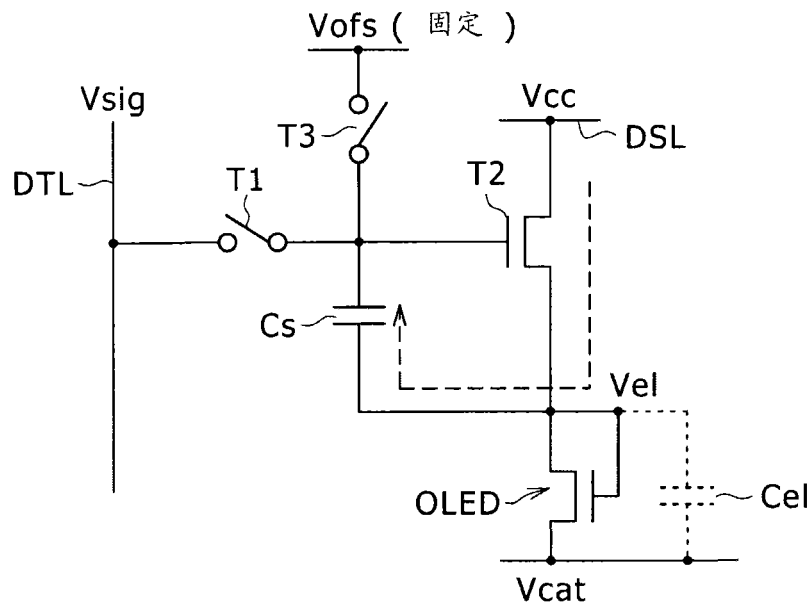 Vofs ( 固定 )
Vsig
Vcc
T3
DSL
DTL
T1
T2
Cs
Vel
OLED
Cel
Vcat